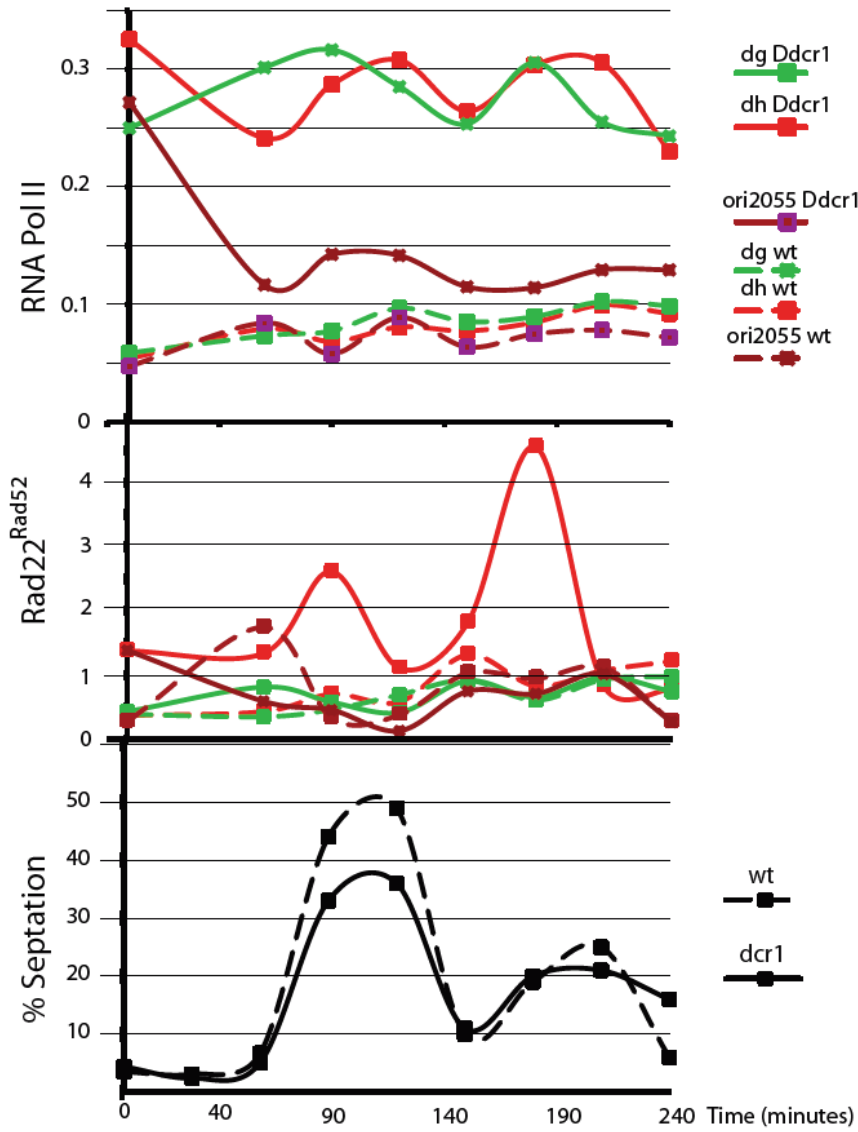 RNA Pol II
0.3
0.2
0.1
0
dg Ddcr1
dh Ddcr1
ori2055 Ddcr1
dg wt
dh wt
ori2055 wt
Rad22Rad52
4
3
2
1
0
% Septation
50
40
30
20
10
wt
dcr1
0 40 90 140 190 240 Time (minutes)